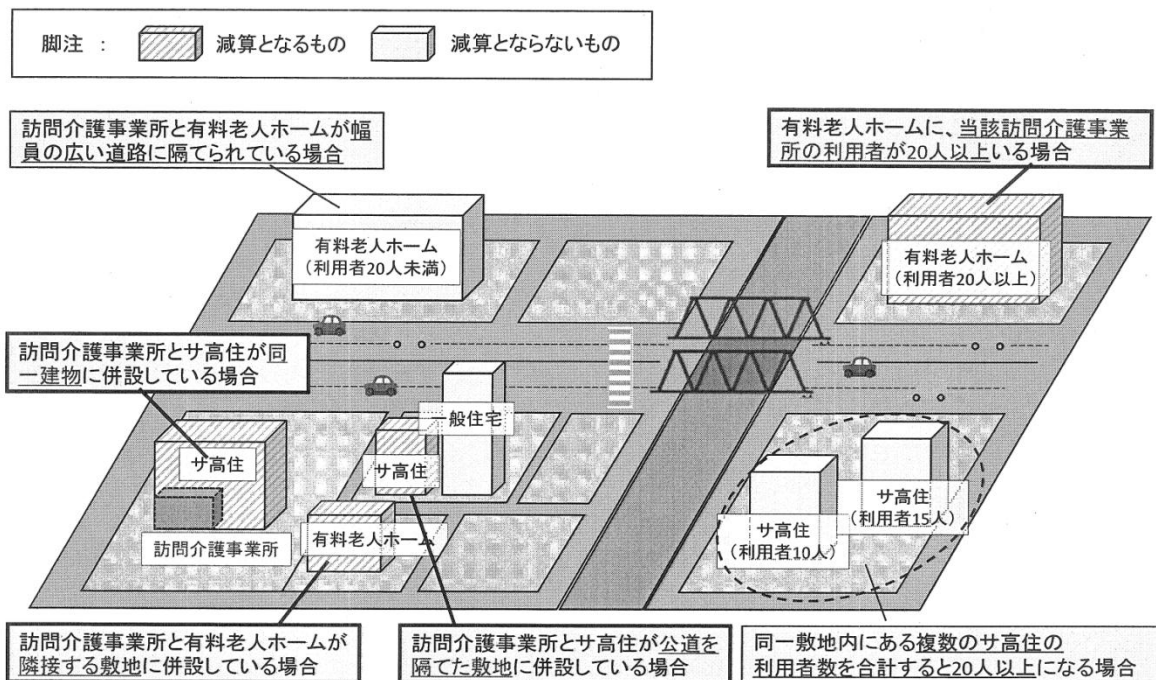 脚注 ： 減算となるもの 減算とならないもの
訪問介護事業所と有料老人ホームが幅
員の広い道路に隔てられている場合
有料老人ホームに、当該訪問介護事業
所の利用者が20人以上いる場合
有料老人ホーム
（利用者20人未満）
有料老人ホーム
（利用者20人以上）
訪問介護事業所とサ高住が同
一建物に併設している場合
一般住宅
サ高住
サ高住
サ高住
（利用者15人）
サ高住
（利用者10人）
訪問介護事業所
有料老人ホーム
訪問介護事業所と有料老人ホームが
隣接する敷地に併設している場合
訪問介護事業所とサ高住が公道を
隔てた敷地に併設している場合
同一敷地内にある複数のサ高住の
利用者数を合計すると20人以上になる場合